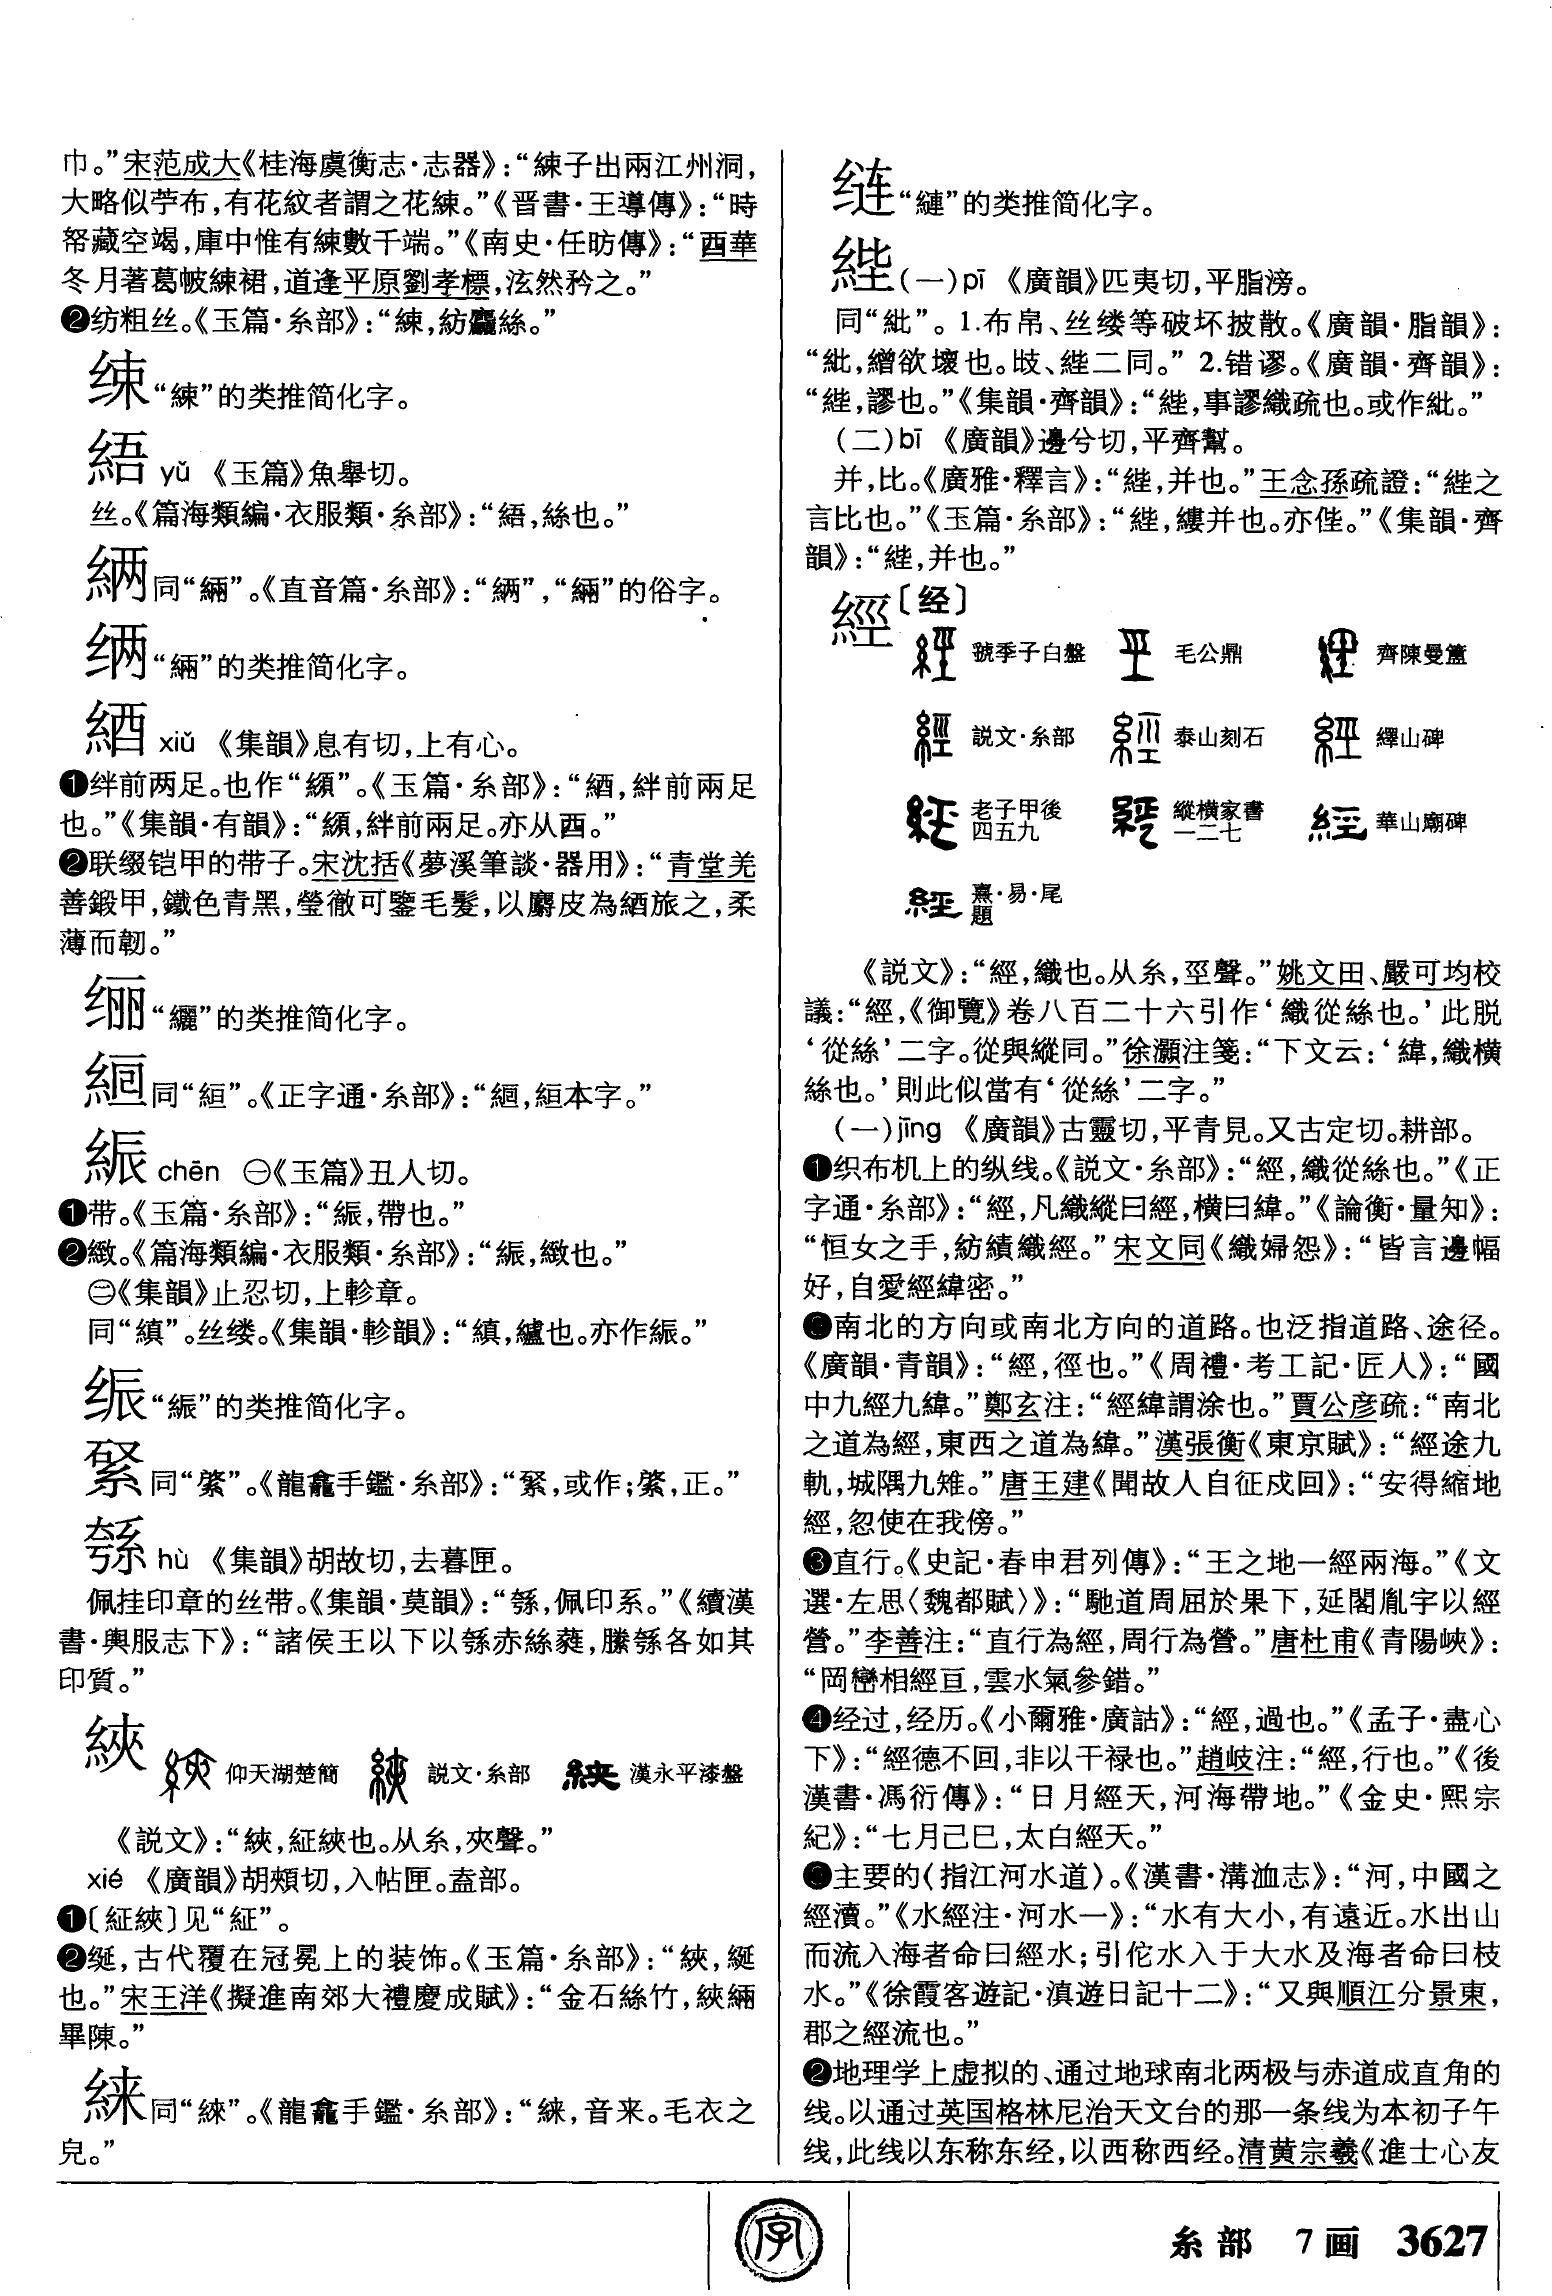 巾。”宋范成大《桂海虞衡志·志器》:“綀子出兩江州洞,
大略似苧布,有花紋者謂之花綀。”《晋書·王導傳》:“時
帑藏空竭,庫中惟有綀數千端。”《南史·任昉傳》:“西華
冬月著葛帔綀裙,道逢平原劉孝標,泫然矜之。”
❷纺粗丝。《玉篇·糸部》:“綀,紡麤絲。”
“綀”的类推简化字。
yǔ 《玉篇》魚舉切。
丝。《篇海類編·衣服類·糸部》:“䋖,絲也。”
同“緉”。《直音篇·糸部》:“ ”,“緉”的俗字。
“緉”的类推简化字。
綇 xiǔ 《集韻》息有切,上有心。
❶绊前两足。也作“䋴”。《玉篇·糸部》:“綇,絆前兩足
也。”《集韻·有韻》:“䋴,絆前兩足。亦从酉。”
❷联缀铠甲的带子。宋沈括《夢溪筆談·器用》:“青堂羌
善鍛甲,鐵色青黑,瑩徹可鑒毛髮,以麝皮為綇旅之,柔
薄而韌。”
“纚”的类推简化字。
絙同“絙”。《正字通·糸部》:“ ,絙本字。”
chēn ㊀《玉篇》丑人切。
❶带。《玉篇·糸部》:“䋨,帶也。”
❷緻。《篇海類編·衣服類·糸部》:“䋨,緻也。”
㊁《集韻》止忍切,上軫章。
同“縝”。丝缕。《集韻·軫韻》:“縝,纑也。亦作䋨。”
“䋨”的类推简化字。
同“綮”。《龍龕手鑑·糸部》:“ ,或作;綮,正。”
綔 hù 《集韻》胡故切,去暮匣。
佩挂印章的丝带。《集韻·莫韻》:“綔,佩印系。”《續漢
書·輿服志下》:“諸侯王以下以綔赤絲蕤,縢綔各如其
印質。”
綊 仰天湖楚簡 説文·糸部 漢永平漆盤
《説文》:“綊,紝綊也。从糸,夾聲。”
xié 《廣韻》胡頰切,入帖匣。盍部。
❶〔紝綊〕见“紝”。
❷綖,古代覆在冠冕上的装饰。《玉篇·糸部》:“綊,綖
也。”宋王洋《擬進南郊大禮慶成賦》:“金石絲竹,綊緉
畢陳。”
同“綀”。《龍龕手鑑·糸部》:“ ,音来。毛衣之
皃。”
“縺”的类推简化字。
㈠pī 《廣韻》匹夷切,平脂滂。
同“紕”。1.布帛、丝缕等破坏披散。《廣韻·脂韻》:
“紕,繒欲壞也。㱟、 二同。” 2.错谬。《廣韻·齊韻》:
“ ,謬也。”《集韻·齊韻》:“ ,事謬織疏也。或作紕。”
(二)bī 《廣韻》邊兮切,平齊幫。
并,比。《廣雅·釋言》:“ ,并也。”王念孫疏證:“ 之
言比也。”《玉篇·糸部》:“ ,縷并也。亦㑄。”《集韻·齊
韻》:“ ,并也。”
經〔经〕
虢季子白盤 毛公鼎 齊陳曼簠
説文·糸部 泰山刻石 繹山碑
老子甲後四五九 縱横家書一二七 華山廟碑
熹·易·尾題
《説文》:“經,織也。从糸,巠聲。”姚文田、嚴可均校
議:“經,《御覽》卷八百二十六引作‘織從絲也。’此脱
‘從絲’二字。從與縱同。”徐灝注箋:“下文云:‘緯,織横
絲也。’則此似當有‘從絲’二字。”
(一)jīng 《廣韻》古靈切,平青見。又古定切。耕部。
❶织布机上的纵线。《説文·糸部》:“經,織從絲也。”《正
字通·糸部》:“經,凡織縱曰經,横曰緯。”《論衡·量知》:
“恒女之手,紡績織經。”宋文同《織婦怨》:“皆言邊幅
好,自愛經緯密。”
❷南北的方向或南北方向的道路。也泛指道路、途径。
《廣韻·青韻》:“經,徑也。”《周禮·考工記·匠人》:“國
中九經九緯。”鄭玄注:“經緯謂涂也。”賈公彦疏:“南北
之道為經,東西之道為緯。”漢張衡《東京賦》:“經途九
軌,城隅九雉。”唐王建《聞故人自征戍回》:“安得縮地
經,忽使在我傍。”
❸直行。《史記·春申君列傳》:“王之地一經兩海。”《文
選·左思〈魏都賦〉》:“馳道周屈於果下,延閣胤宇以經
營。”李善注:“直行為經,周行為營。”唐杜甫《青陽峽》:
“岡巒相經亘,雲水氣參錯。”
❹经过,经历。《小爾雅·廣詁》:“經,過也。”《孟子·盡心
下》:“經德不回,非以干禄也。”趙岐注:“經,行也。”《後
漢書·馮衍傳》:“日月經天,河海帶地。”《金史·熙宗
紀》:“七月己巳,太白經天。”
❺主要的(指江河水道)。《漢書·溝洫志》:“河,中國之
經瀆。”《水經注·河水一》:“水有大小,有遠近。水出山
而流入海者命曰經水;引佗水入于大水及海者命曰枝
水。”《徐霞客遊記·滇遊日記十二》:“又與順江分景東,
郡之經流也。”
❷地理学上虚拟的、通过地球南北两极与赤道成直角的
线。以通过英国格林尼治天文台的那一条线为本初子午
线,此线以东称东经,以西称西经。清黄宗羲《進士心友
字
糸部 7画 3627